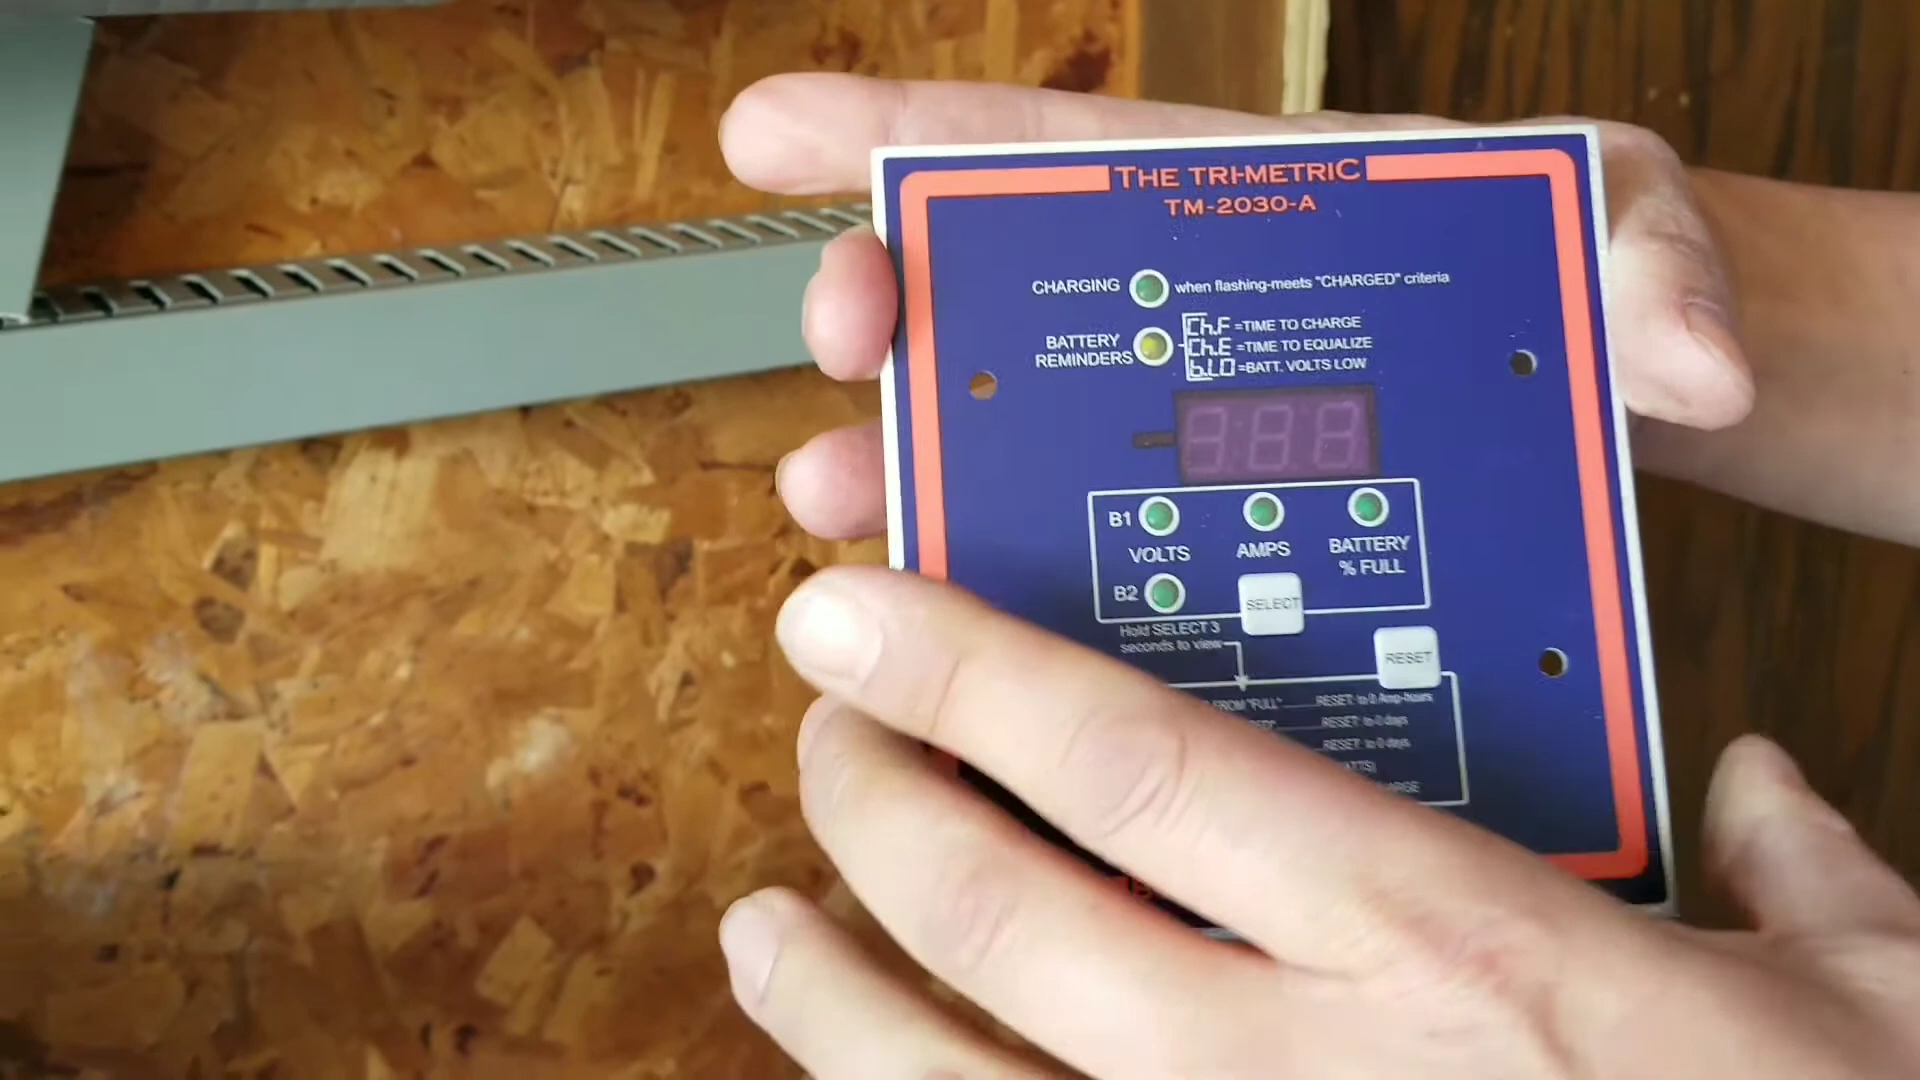 THE TRI-METRIC
TM-2030-A
CHARGING when flashing-meets "CHARGED" criteria
BATTERY
REMINDERS
Ch.F =TIME TO CHARGE
Ch.E =TIME TO EQUALIZE
b.LO =BATT. VOLTS LOW
B1
VOLTS AMPS BATTERY
% FULL
B2
SELECT
Hold SELECT 3
seconds to view
RESET
FROM "FULL" RESET: to 0 Amp-hours
RESET: to 0 days
RESET: to 0 days